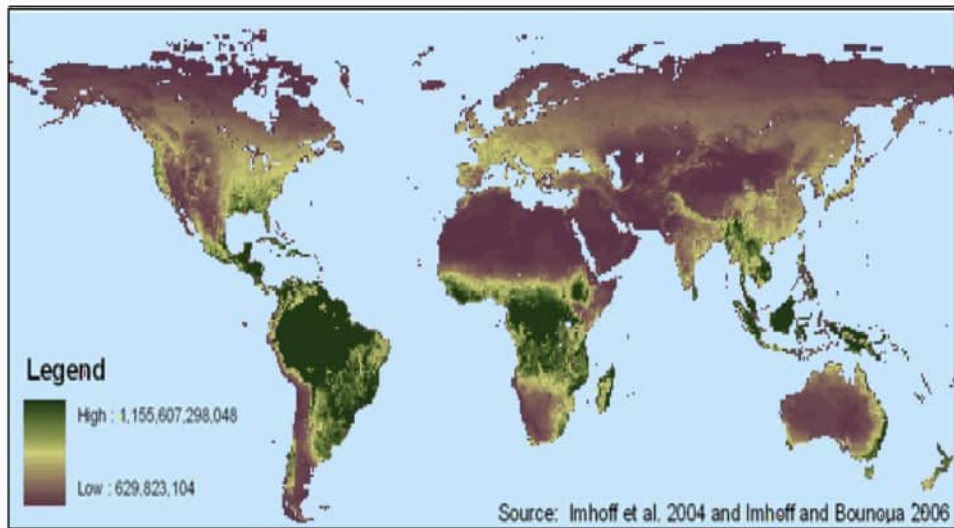 Legend
High : 1,155,607,298,048
Low : 629,823,104
Source: Imhoff et al. 2004 and Imhoff and Bounoua 2006